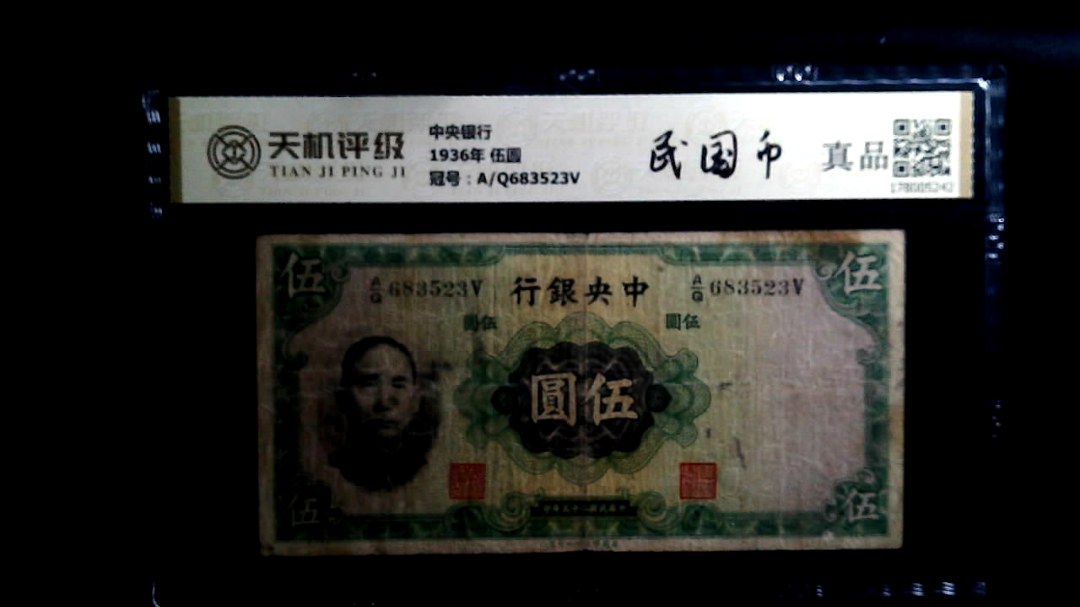 天机评级
TIAN JI PING JI
中央银行
1936年 伍圆
冠号：A/Q683523V
民国币
真品
178005242
伍
伍
A/Q 683523V
行銀央中
A/Q 683523V
圓伍
圓伍
圓伍
伍
伍